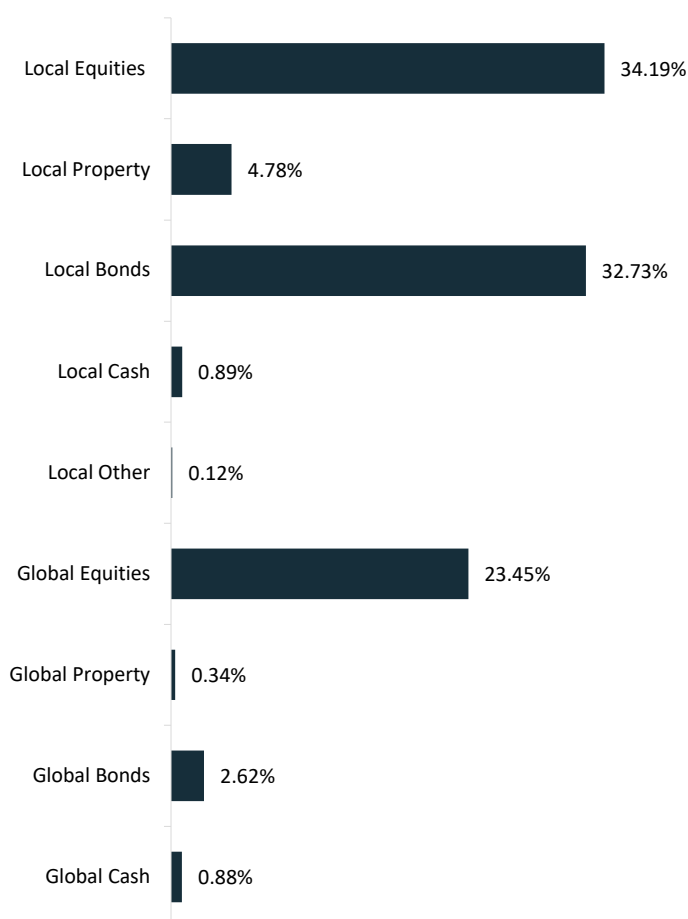 Local Equities 34.19%
Local Property 4.78%
Local Bonds 32.73%
Local Cash 0.89%
Local Other 0.12%
Global Equities 23.45%
Global Property 0.34%
Global Bonds 2.62%
Global Cash 0.88%